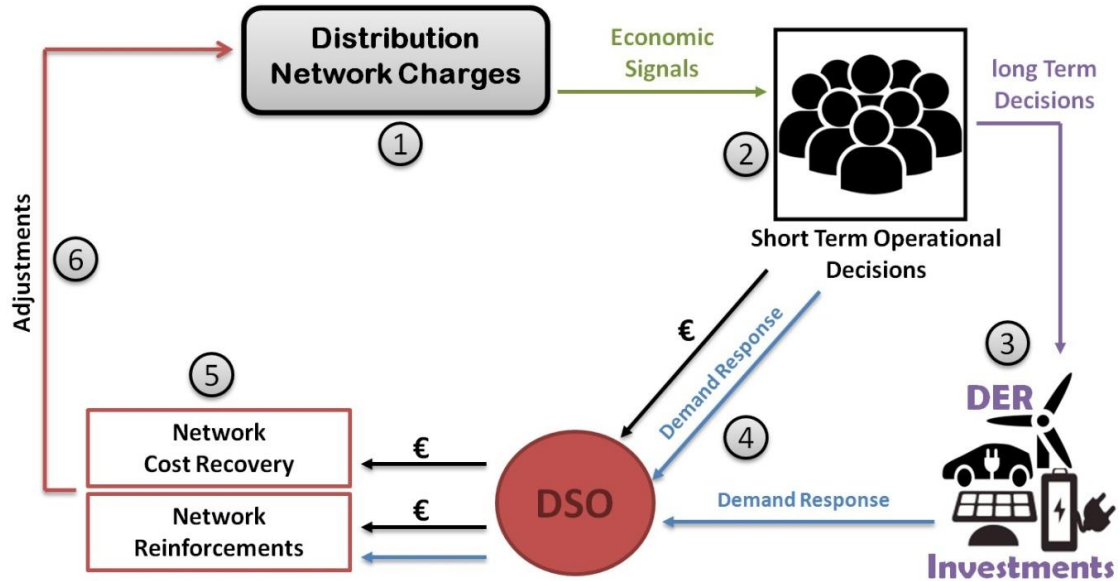 Distribution
Network Charges
1
Economic
Signals
2
long Term
Decisions
Short Term Operational
Decisions
3
DER
Investments
€
Demand Response
4
Demand Response
DSO
€
€
5
Network
Cost Recovery
Network
Reinforcements
6
Adjustments